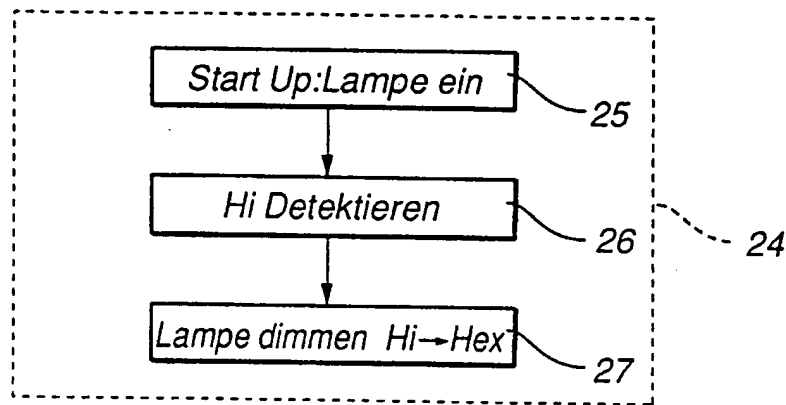 Start Up:Lampe ein
25
Hi Detektieren
26
24
Lampe dimmen Hi→Hex
27